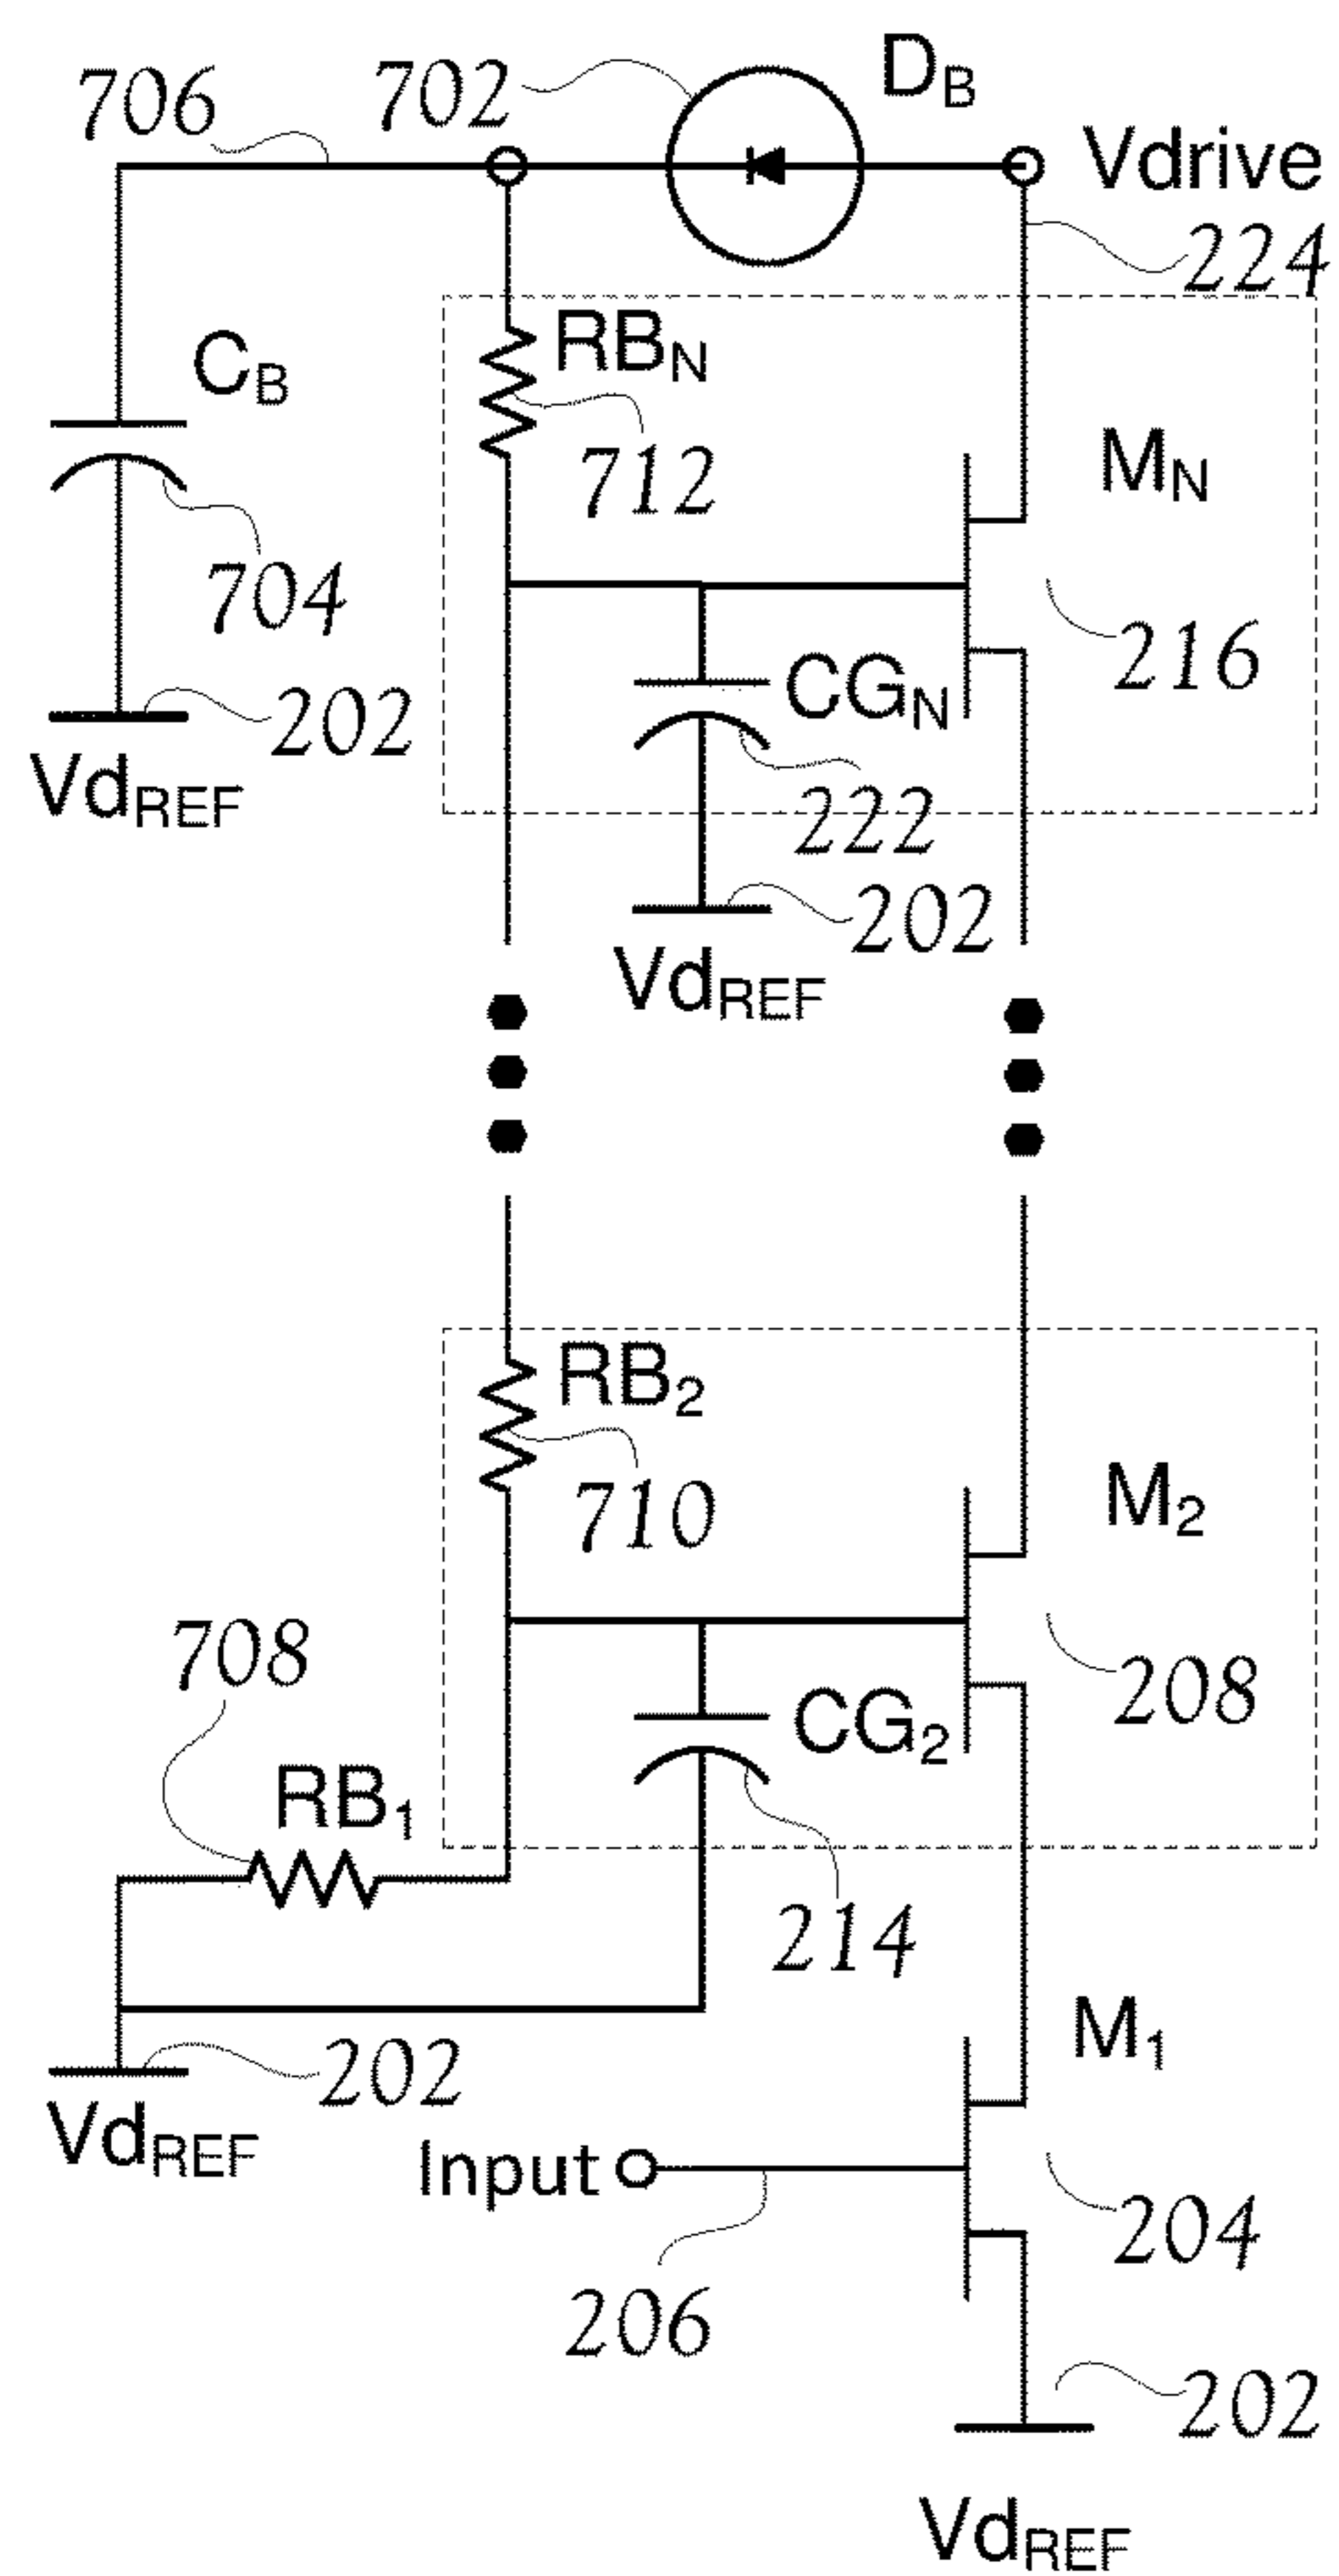 D_B
706
702
Vdrive
224
RB_N
C_B
M_N
712
704
216
CG_N
202
Vd_REF
222
202
Vd_REF
RB_2
M_2
710
708
208
CG_2
RB_1
214
M_1
202
Vd_REF
Input
204
206
202
Vd_REF